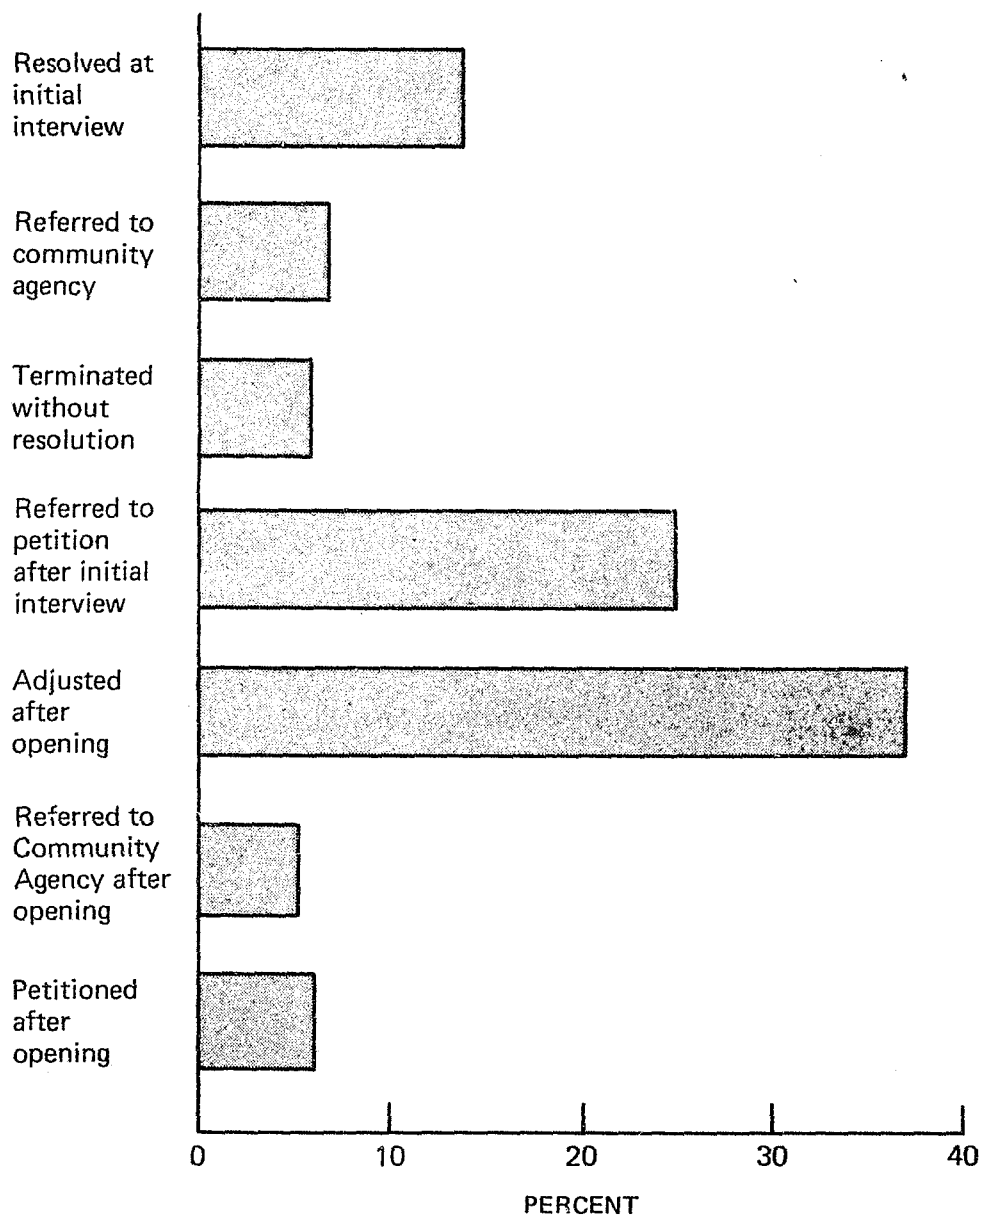 Resolved at
initial
interview
Referred to
community
agency
Terminated
without
resolution
Referred to
petition
after initial
interview
Adjusted
after
opening
Referred to
Community
Agency after
opening
Petitioned
after
opening
0 10 20 30 40
PERCENT